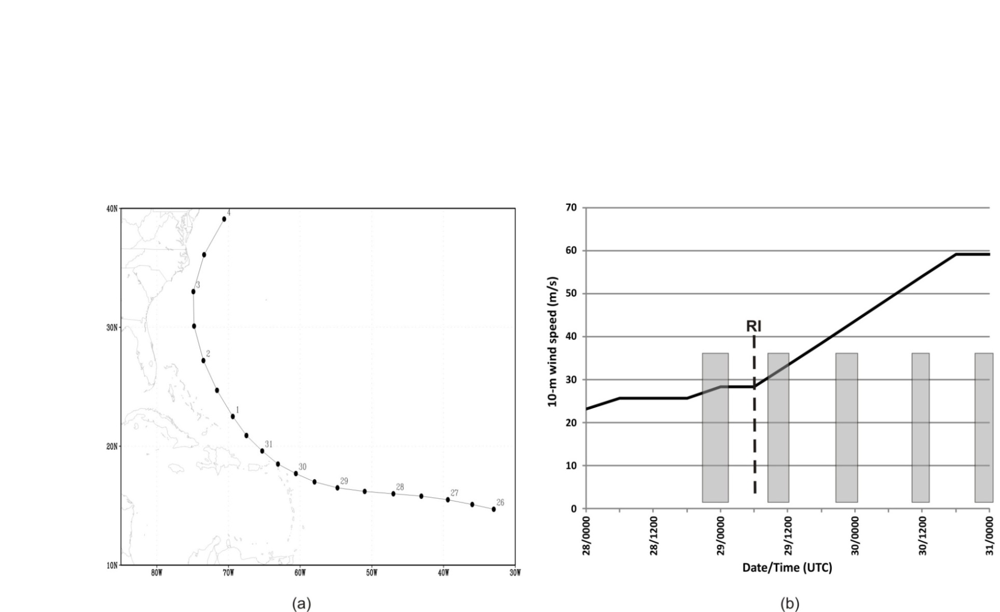 40N
30N
20N
10N
80W
70W
60W
50W
40W
30W
4
3
2
1
31
30
29
28
27
26
(a)
10-m wind speed (m/s)
70
60
50
40
30
20
10
0
RI
28/0000
28/1200
29/0000
29/1200
30/0000
30/1200
31/0000
Date/Time (UTC)
(b)